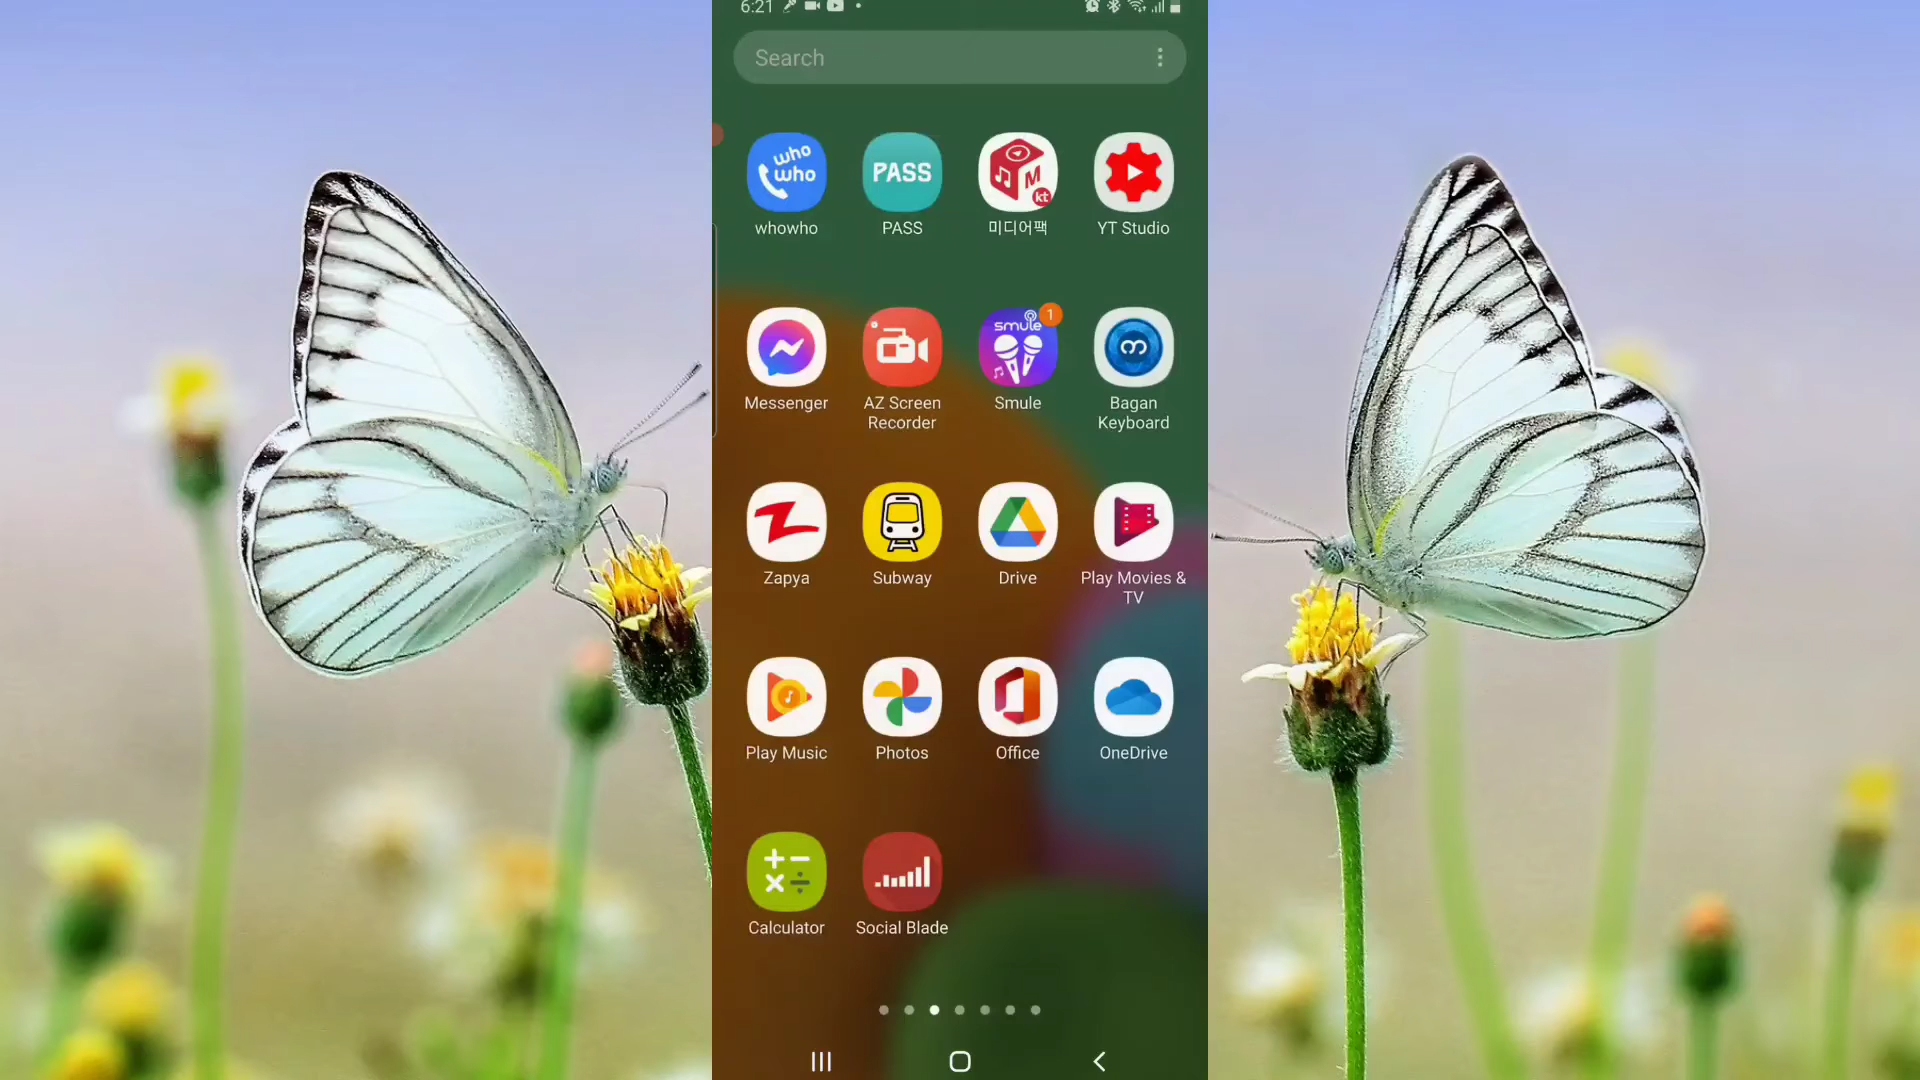 6:21
Search
who
who
PASS
M
kt
whowho
PASS
미디어팩
YT Studio
smule
1
Messenger
AZ Screen
Recorder
Smule
Bagan
Keyboard
Zapya
Subway
Drive
Play Movies &
TV
Play Music
Photos
Office
OneDrive
Calculator
Social Blade